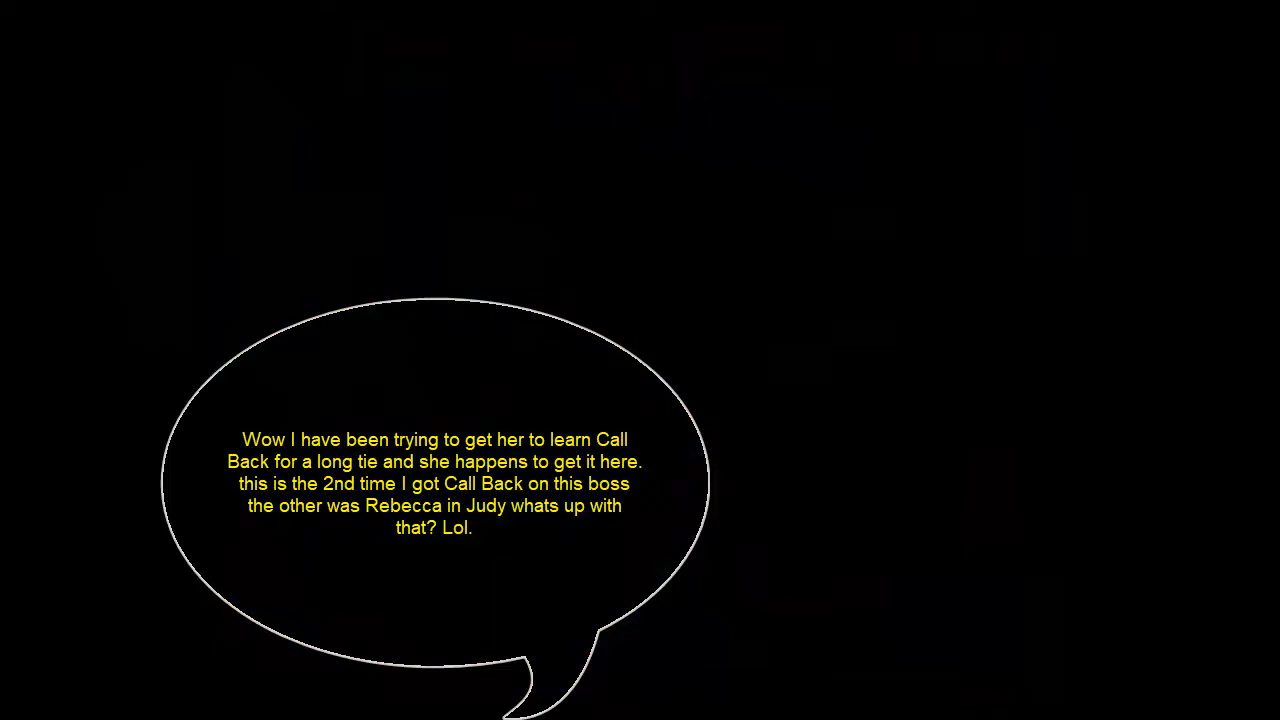 Wow I have been trying to get her to learn Call
Back for a long tie and she happens to get it here.
this is the 2nd time I got Call Back on this boss
the other was Rebecca in Judy whats up with
that? Lol.